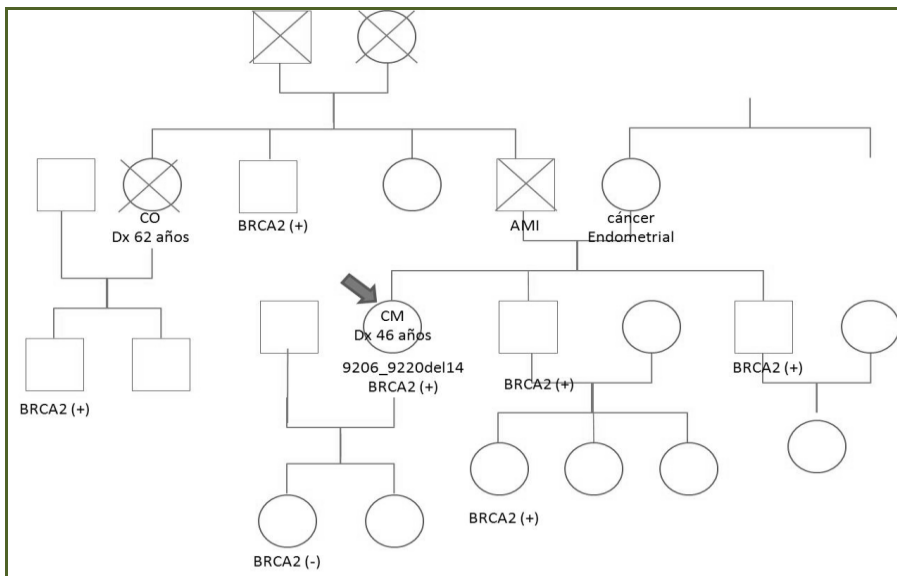 CO
Dx 62 años
BRCA2 (+)
AMI
cáncer
Endometrial
CM
Dx 46 años
9206_9220del14
BRCA2 (+)
BRCA2 (+)
BRCA2 (+)
BRCA2 (+)
BRCA2 (+)
BRCA2 (-)